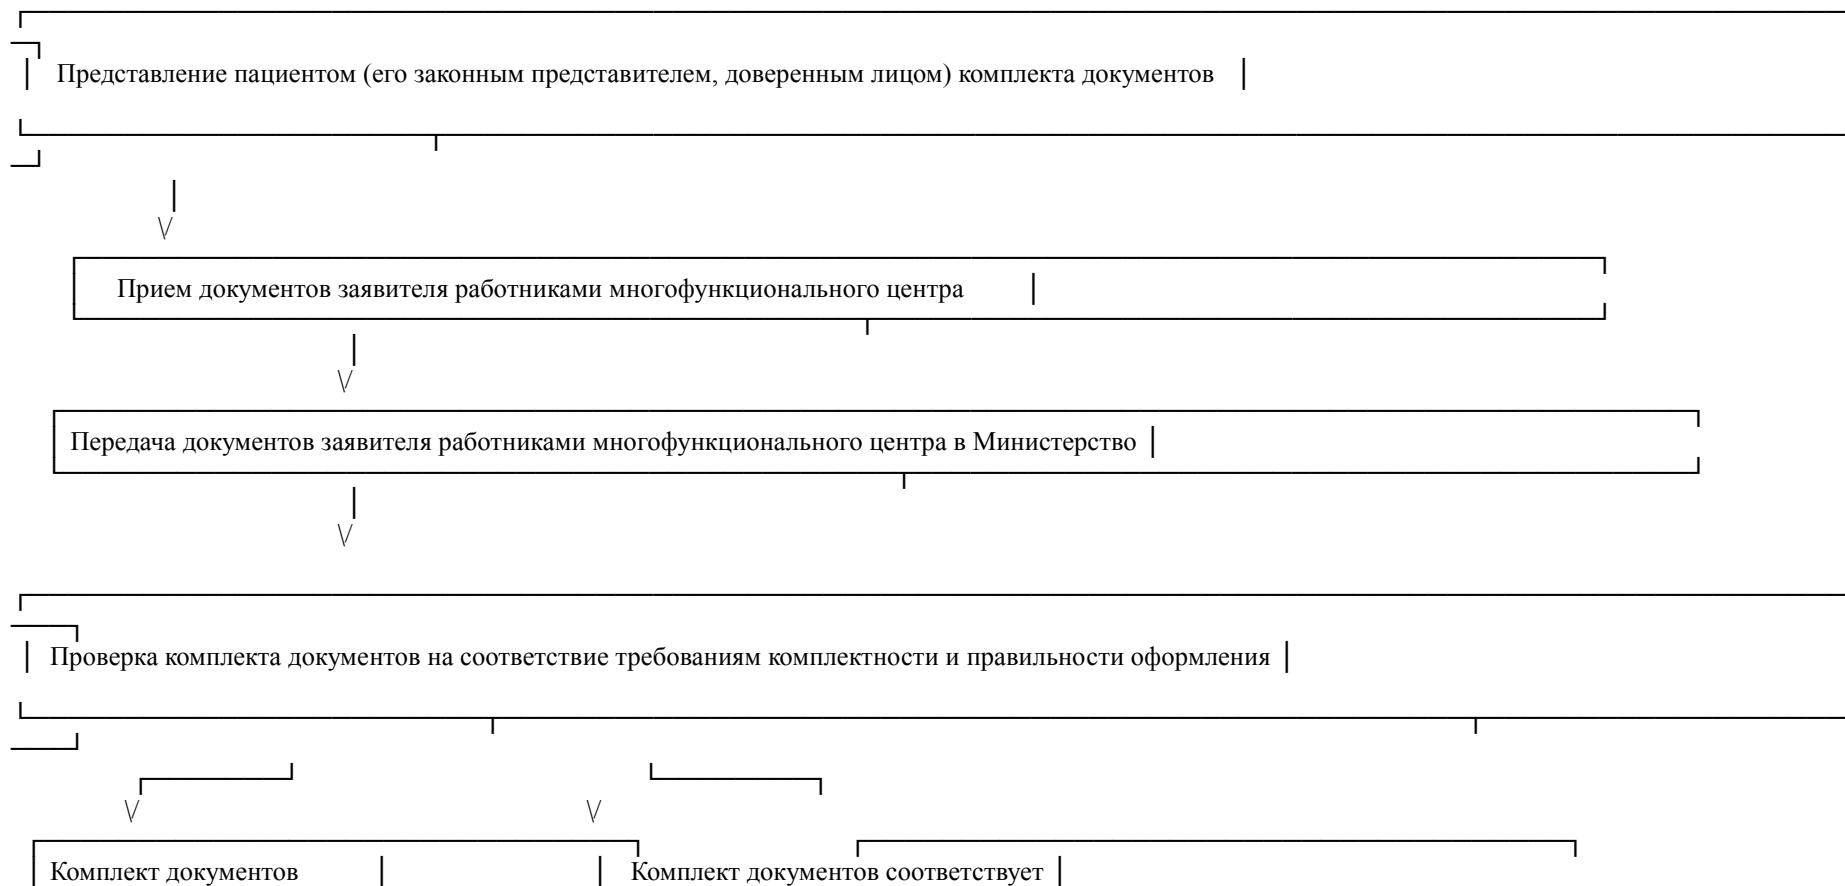 Представление пациентом (его законным представителем, доверенным лицом) комплекта документов
Прием документов заявителя работниками многофункционального центра
Передача документов заявителя работниками многофункционального центра в Министерство
Проверка комплекта документов на соответствие требованиям комплектности и правильности оформления
Комплект документов Комплект документов соответствует